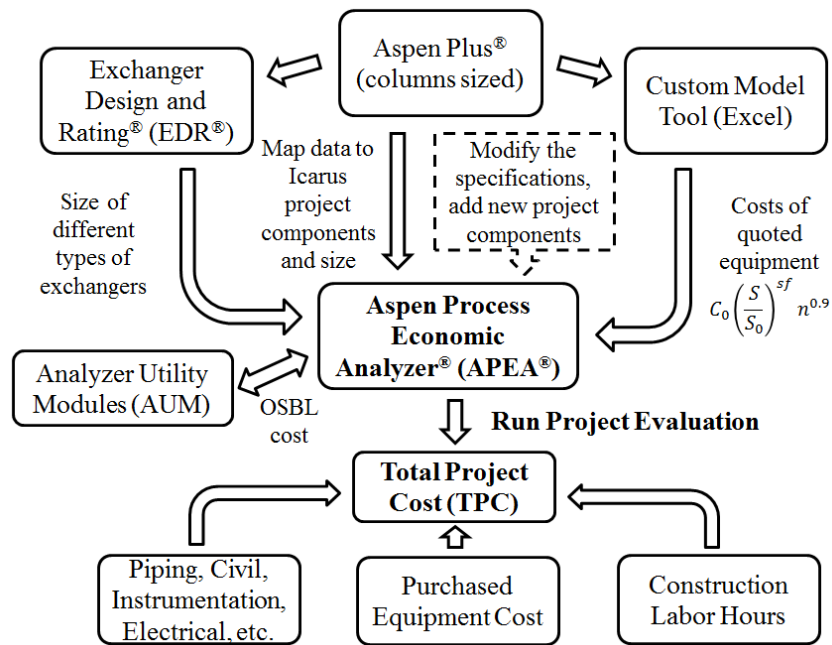 Aspen Plus®
(columns sized)
Exchanger
Design and
Rating® (EDR®)
Custom Model
Tool (Excel)
Map data to
Icarus
project
components
and size
Modify the
specifications,
add new project
components
Size of
different
types of
exchangers
Costs of
quoted
equipment
C₀(S/S₀)^sf n^0.9
Aspen Process
Economic
Analyzer® (APEA®)
Analyzer Utility
Modules (AUM)
OSBL
cost
Run Project Evaluation
Total Project
Cost (TPC)
Piping, Civil,
Instrumentation,
Electrical, etc.
Purchased
Equipment Cost
Construction
Labor Hours